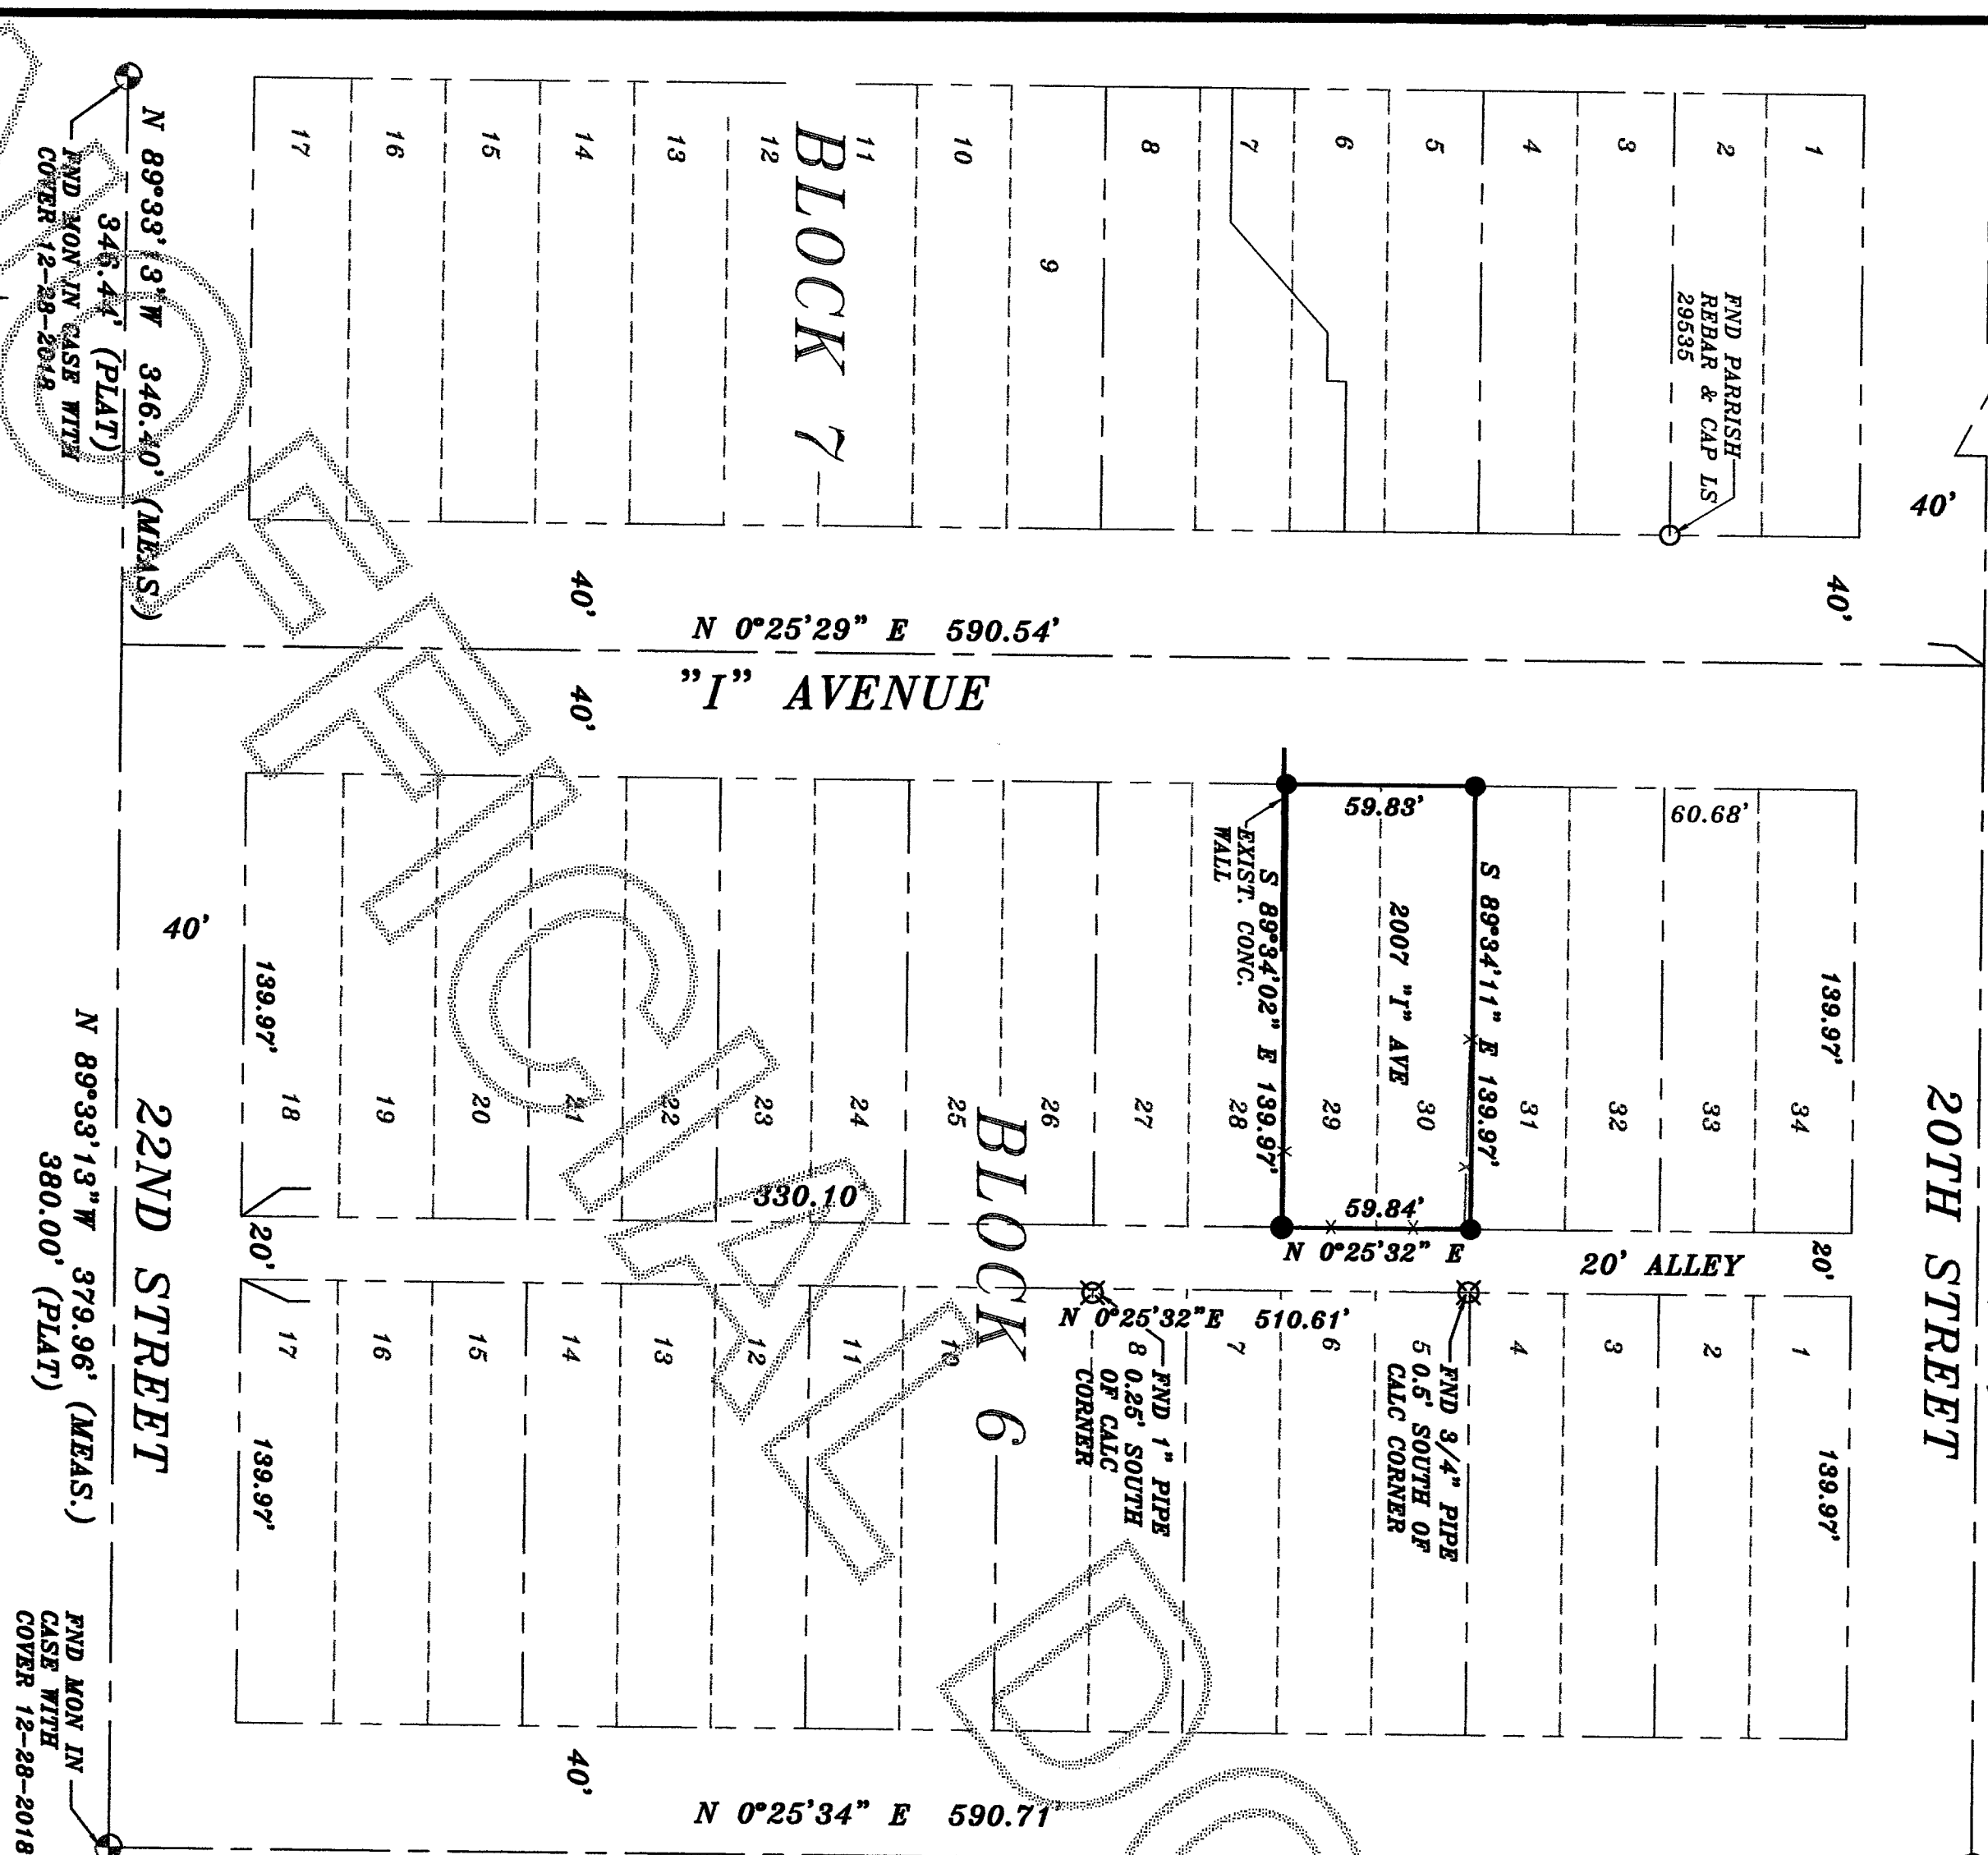 BLOCK 7
1
2
3
4
5
6
7
8
9
10
11
12
13
14
15
16
17
FND PARRISH
REBAR & CAP LS
29535
40'
40'
N 89°33'13"W 346.40' (MEAS)
346.44' (PLAT)
FND MON IN CASE WITH
COVER 12-28-2018
40'
N 0°25'29" E 590.54'
"I" AVENUE
40'
59.83'
60.68'
EXIST. CONC.
WALL
S 89°34'02" E 139.97'
2007 "I" AVE
S 89°34'11" E 139.97'
139.97'
20TH STREET
40'
139.97'
18
19
20
21
22
23
24
25
26
27
28
29
30
31
32
33
34
330.10'
59.84'
N 0°25'32" E
20' ALLEY
20'
20'
BLOCK 6
N 0°25'32"E 510.61'
17
16
15
14
13
12
11
10
8
7
6
5
4
3
2
1
FND 1" PIPE
0.25' SOUTH
OF CALC
CORNER
FND 3/4" PIPE
0.5' SOUTH OF
CALC CORNER
139.97'
139.97'
22ND STREET
N 89°33'13"W 379.96' (MEAS.)
380.00' (PLAT)
FND MON IN
CASE WITH
COVER 12-28-2018
40'
N 0°25'34" E 590.71'